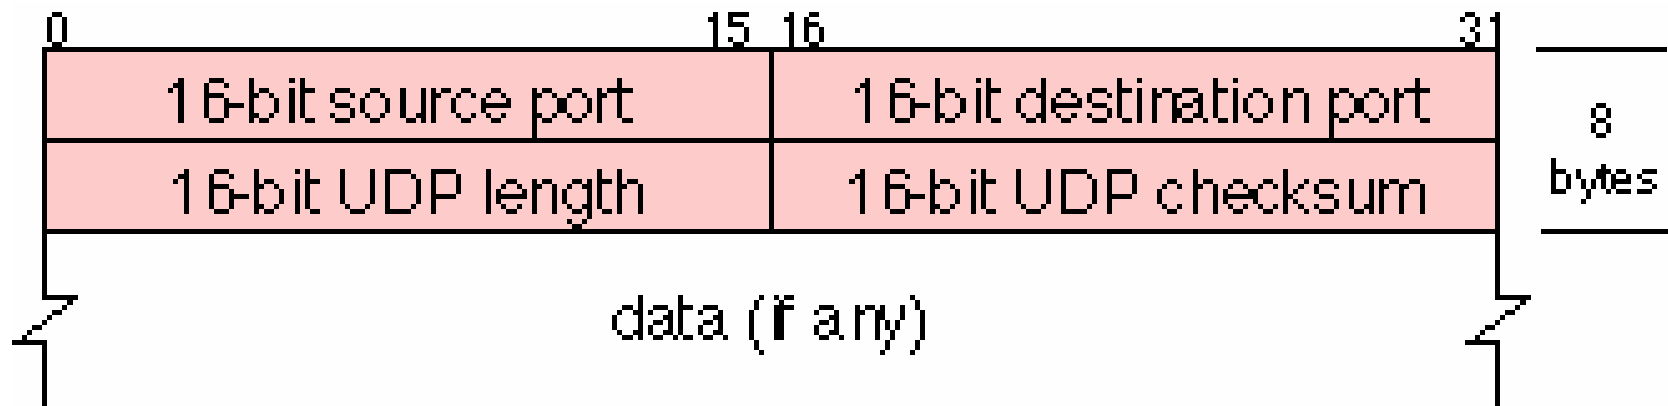 0 15 16 31
16-bit source port 16-bit destination port
8
bytes
16-bit UDP length 16-bit UDP checksum
data (if any)